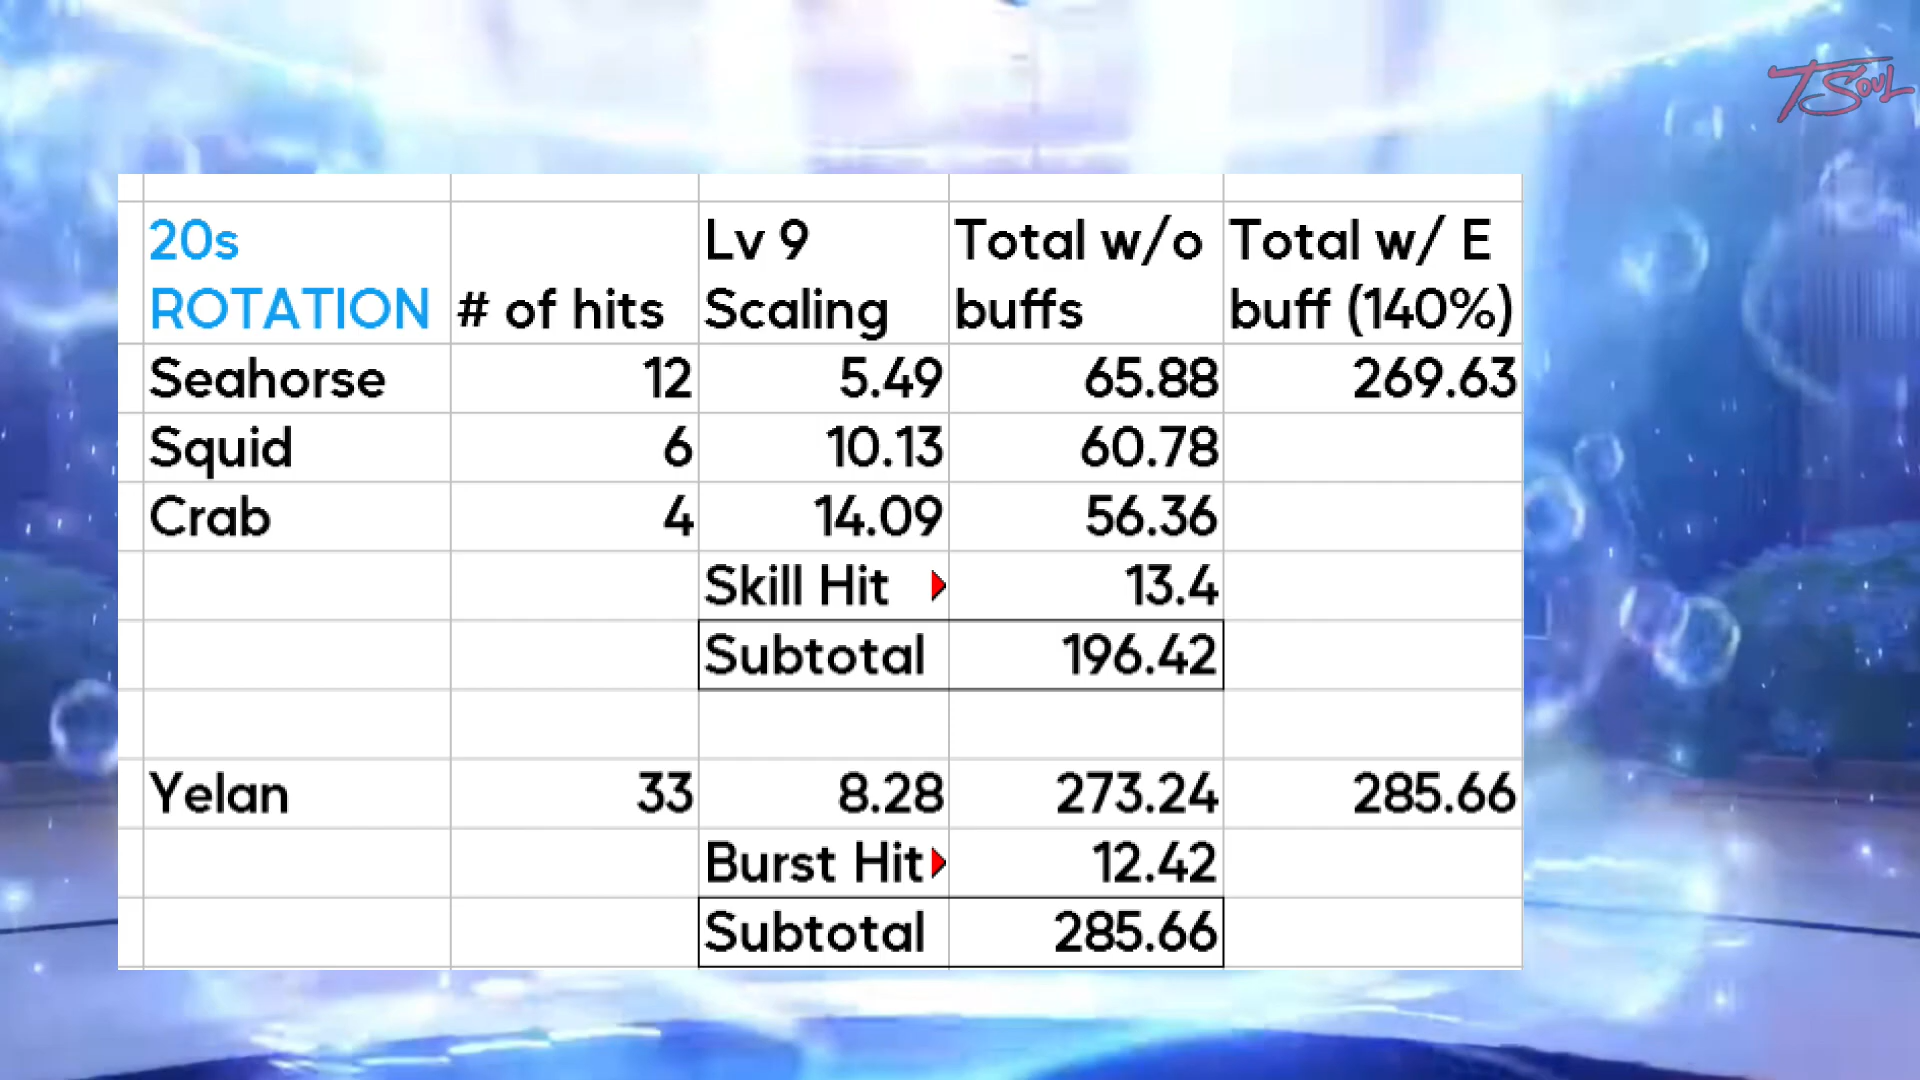 TSOUL
20s
ROTATION
# of hits
Lv 9
Scaling
Total w/o
buffs
Total w/ E
buff (140%)
Seahorse 12 5.49 65.88 269.63
Squid 6 10.13 60.78
Crab 4 14.09 56.36
Skill Hit 13.4
Subtotal 196.42
Yelan 33 8.28 273.24 285.66
Burst Hit 12.42
Subtotal 285.66